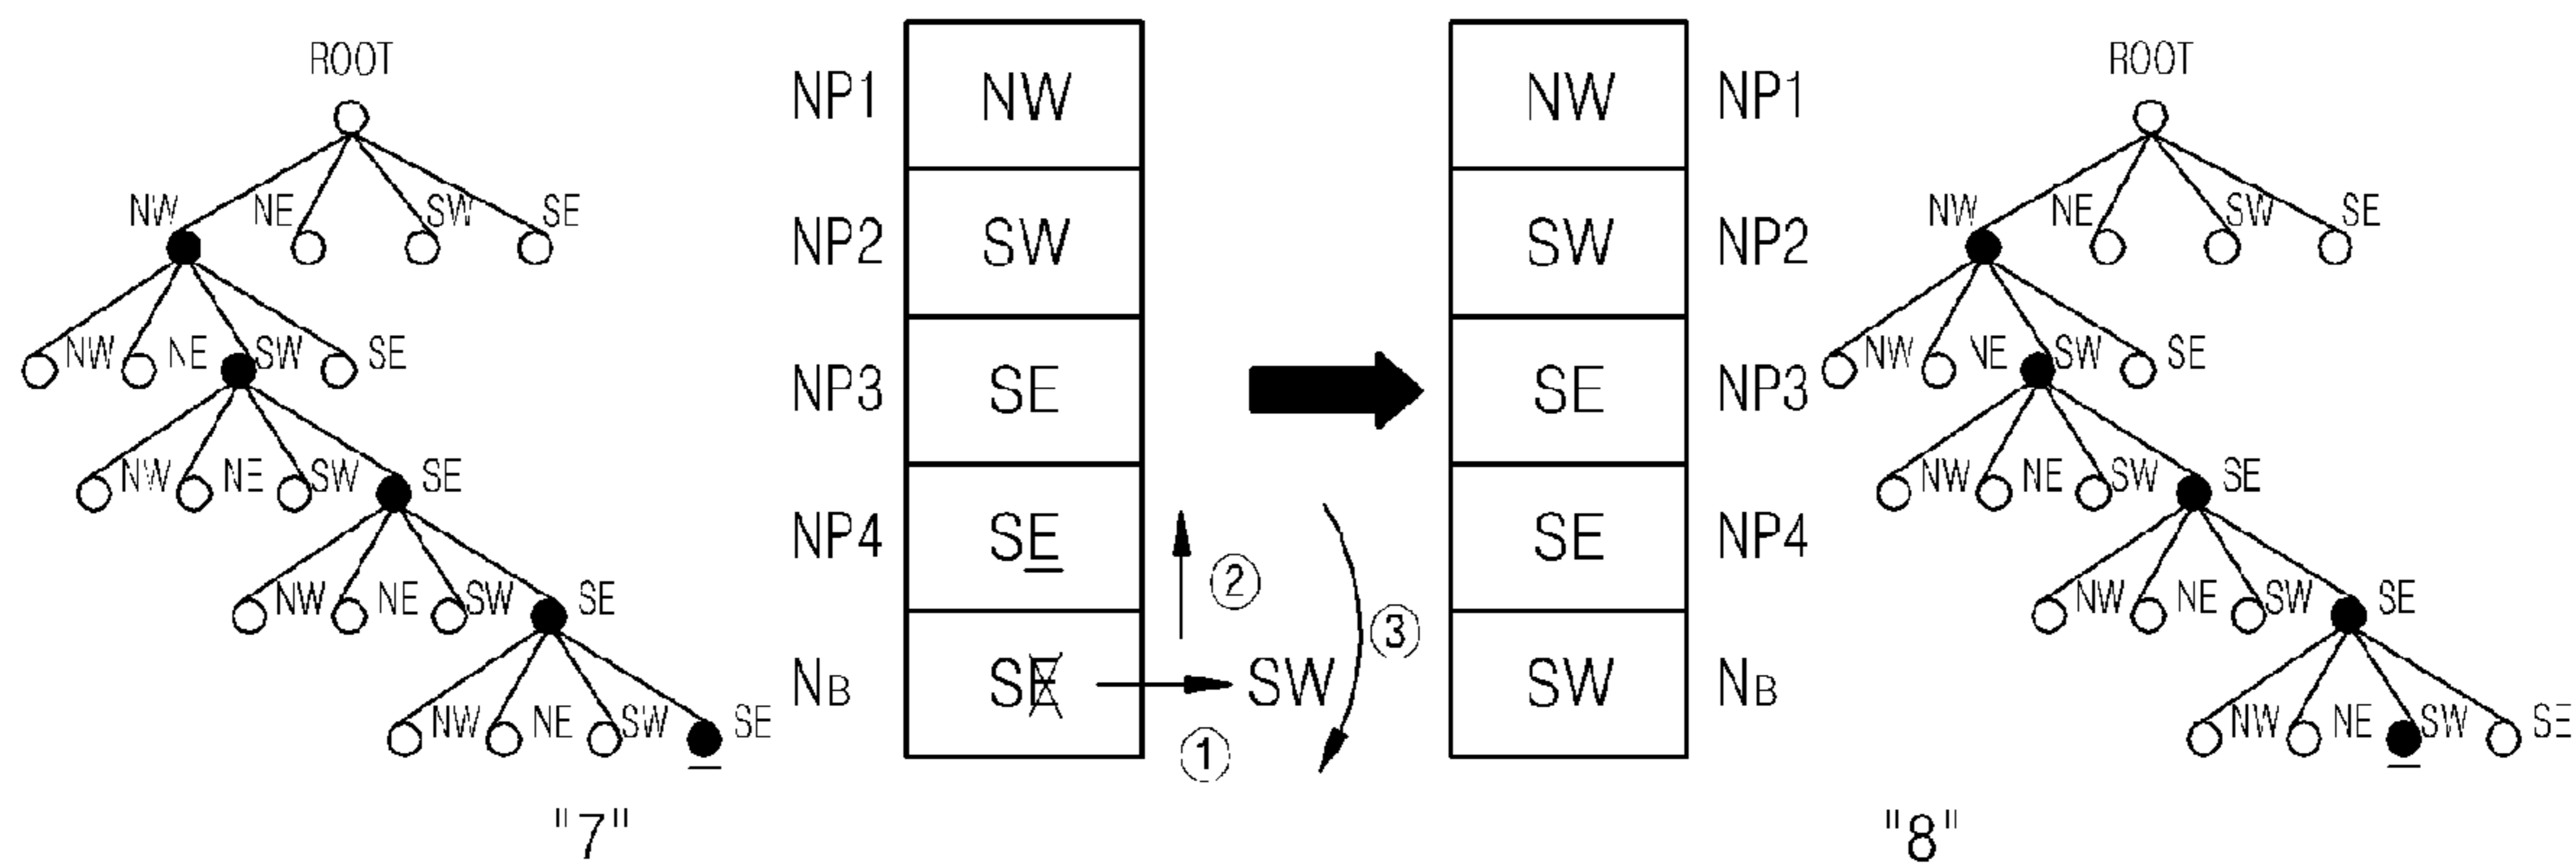 ROOT
NW NE SW SE
NW NE SW SE
NW NE SW SE
NW NE SW SE
NW NE SW SE
"7"
NP1 NW
NP2 SW
NP3 SE
NP4 SE
NB SE
① SW
②
③
NW NP1
SW NP2
SE NP3
SE NP4
SW NB
ROOT
NW NE SW SE
NW NE SW SE
NW NE SW SE
NW NE SW SE
NW NE SW SE
"8"